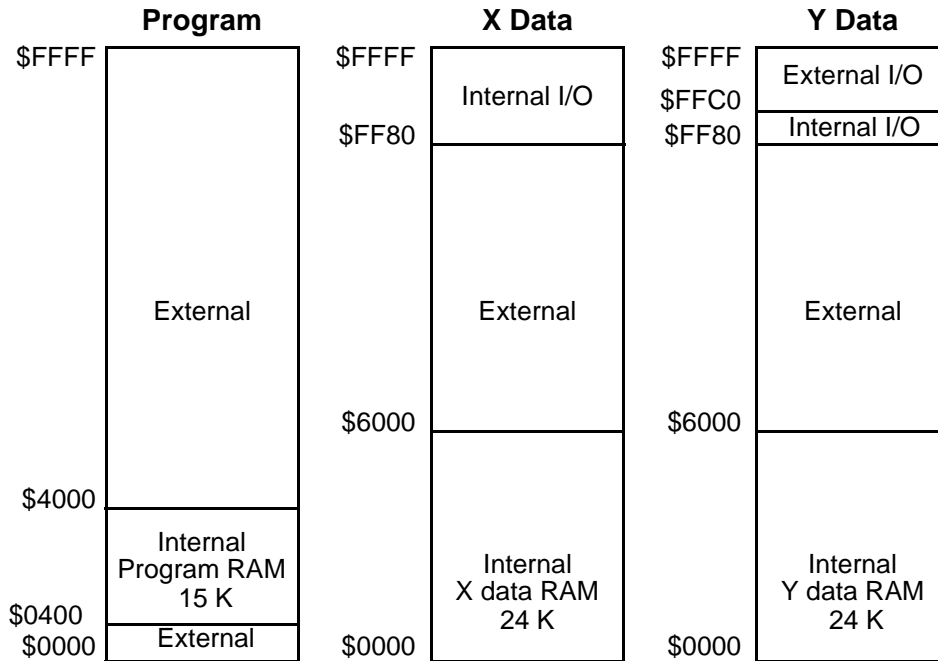 Program
X Data
Y Data
$FFFF
$FFFF
$FFFF
Internal I/O
External I/O
$FFC0
$FF80
$FF80
Internal I/O
External
External
External
$6000
$6000
$4000
Internal
Program RAM
15 K
Internal
X data RAM
24 K
Internal
Y data RAM
24 K
$0400
$0000
External
$0000
$0000